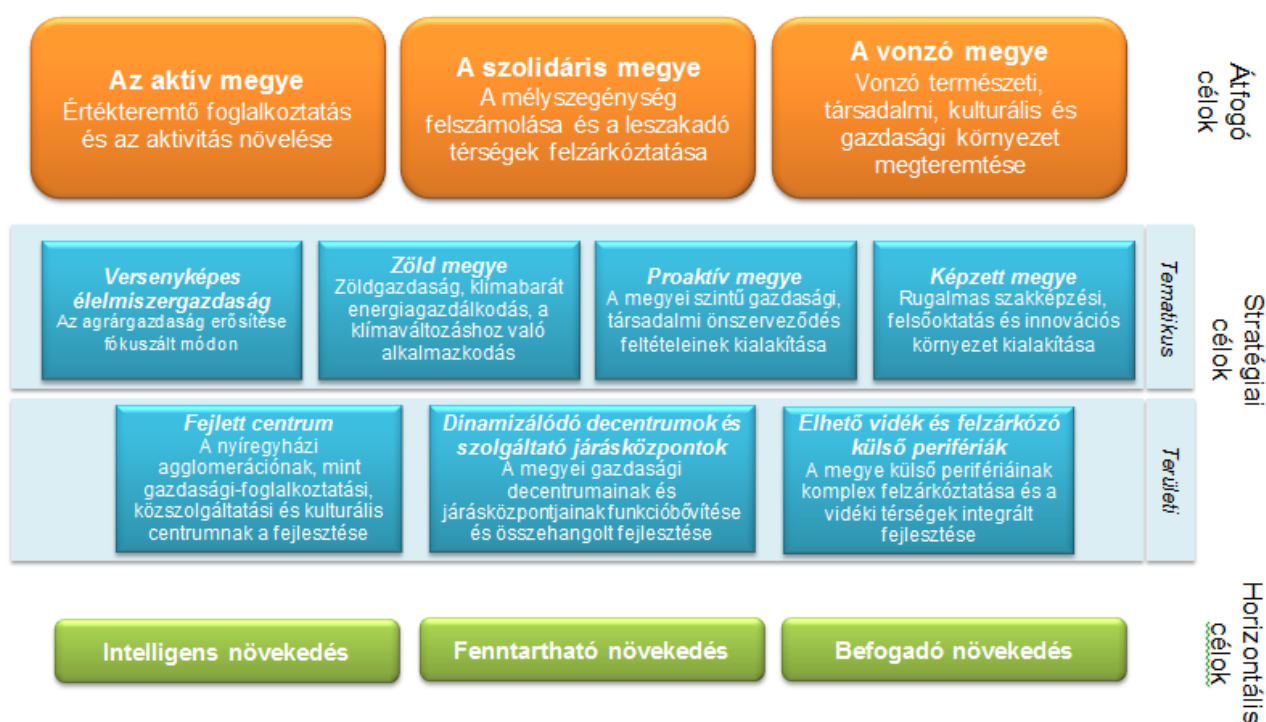 Az aktív megye
Értékteremtő foglalkoztatás
és az aktivitás növelése
A szolidáris megye
A mélyszegénység
felszámolása és a leszakadó
térségek felzárkóztatása
A vonzó megye
Vonzó természeti,
társadalmi, kulturális és
gazdasági környezet
megteremtése
Átfogó
célok
Versenyképes
élelmiszergazdaság
Az agrárgazdaság erősítése
fókuszált módon
Zöld megye
Zöldgazdaság, klímabarát
energiagazdálkodás, a
klímaváltozáshoz való
alkalmazkodás
Proaktív megye
A megyei szintű gazdasági,
társadalmi önszerveződés
feltételeinek kialakítása
Képzett megye
Rugalmas szakképzési,
felsőoktatás és innovációs
környezet kialakítása
Tematikus
Stratégiai
célok
Fejlett centrum
A nyíregyházi
agglomerációnak, mint
gazdasági-foglalkoztatási,
közszolgáltatási és kulturális
centrumnak a fejlesztése
Dinamizálódó decentrumok és
szolgáltató járásközpontok
A megyei gazdasági
decentrumainak és
járásközpontjainak funkcióbővítése
és összehangolt fejlesztése
Elhető vidék és felzárkózó
külső perifériák
A megye külső perifériáinak
komplex felzárkóztatása és a
vidéki térségek integrált
fejlesztése
Területi
Intelligens növekedés
Fenntartható növekedés
Befogadó növekedés
Horizontális
célok